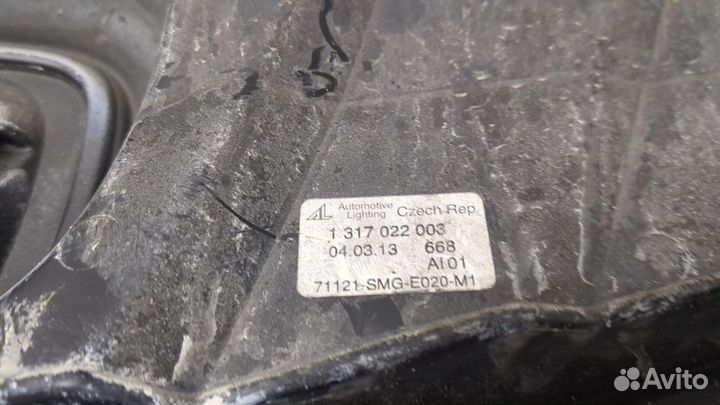 AL Automotive Lighting Czech Rep.
1 317 022 003
04.03.13 668
AI 01
71121-SMG-E020-M1
Avito